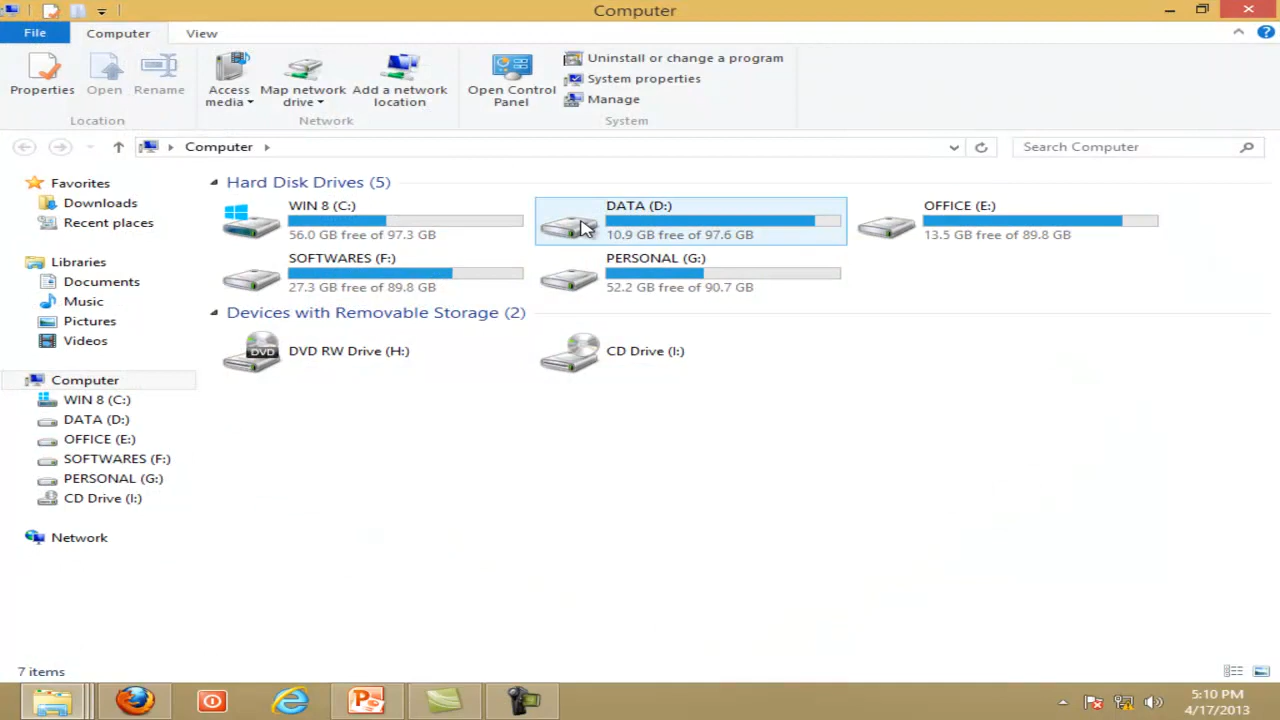 Computer
File
Computer
View
Properties
Open
Rename
Access media
Map network drive
Add a network location
Open Control Panel
Uninstall or change a program
System properties
Manage
Location
Network
System
Computer
Search Computer
Favorites
Downloads
Recent places
Libraries
Documents
Music
Pictures
Videos
Computer
WIN 8 (C:)
DATA (D:)
OFFICE (E:)
SOFTWARES (F:)
PERSONAL (G:)
CD Drive (I:)
Network
Hard Disk Drives (5)
WIN 8 (C:)
56.0 GB free of 97.3 GB
DATA (D:)
10.9 GB free of 97.6 GB
OFFICE (E:)
13.5 GB free of 89.8 GB
SOFTWARES (F:)
27.3 GB free of 89.8 GB
PERSONAL (G:)
52.2 GB free of 90.7 GB
Devices with Removable Storage (2)
DVD
DVD RW Drive (H:)
CD Drive (I:)
7 items
5:10 PM
4/17/2013